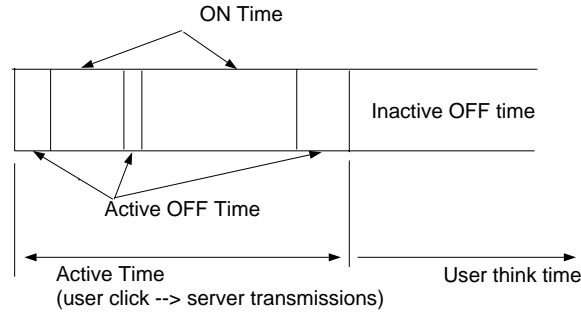 ON Time
Inactive OFF time
Active OFF Time
Active Time
(user click --> server transmissions)
User think time